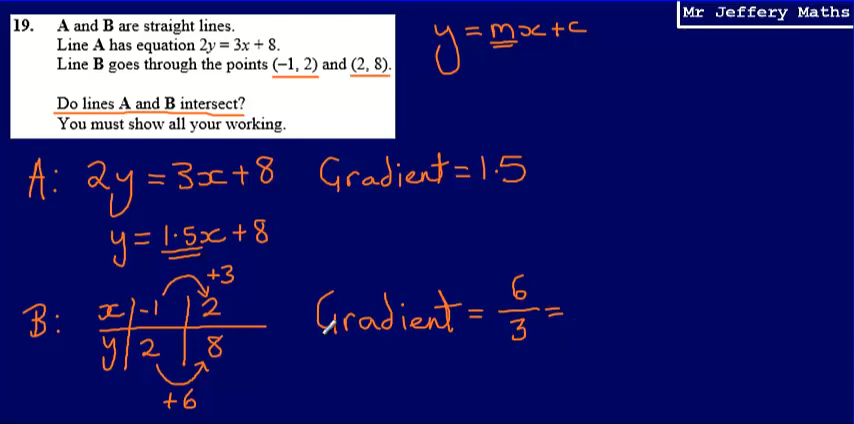 Mr Jeffery Maths
19. A and B are straight lines.
Line A has equation 2y = 3x + 8.
Line B goes through the points (−1, 2) and (2, 8).
Do lines A and B intersect?
You must show all your working.
y = mx + c
A: 2y = 3x + 8 Gradient = 1.5
y = 1.5x + 8
+3
B: x -1 2 Gradient = 6/3 =
y 2 8
+6